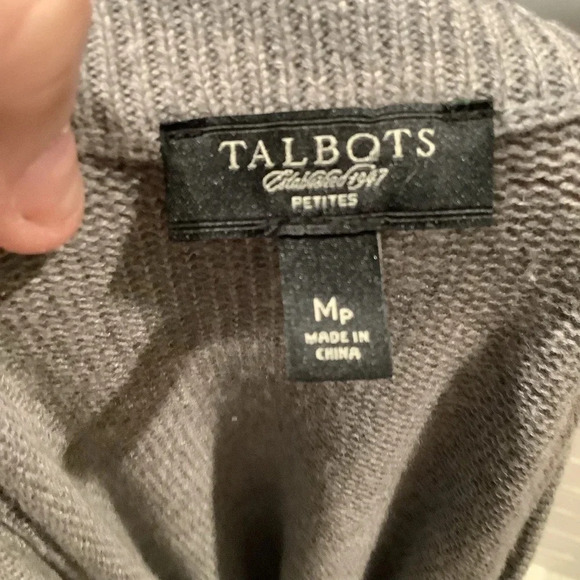 TALBOTS
Established 1947
PETITES
MP
MADE IN
CHINA